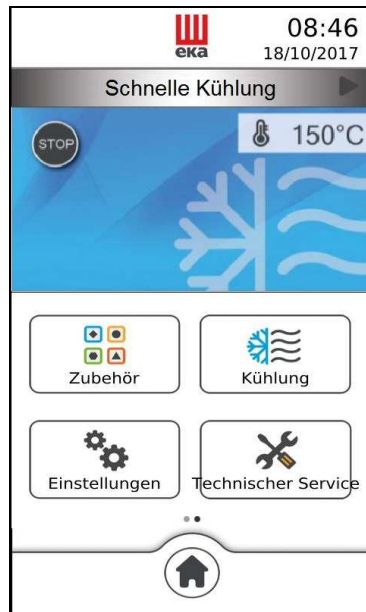 08:46
eka
18/10/2017
Schnelle Kühlung
STOP
150°C
Zubehör
Kühlung
Einstellungen
Technischer Service